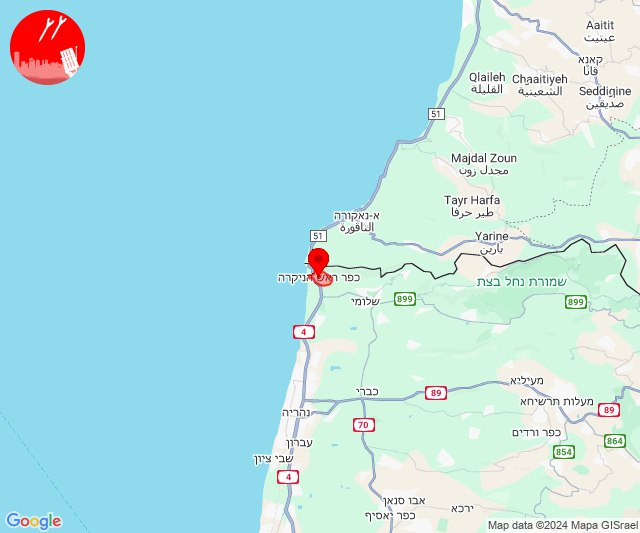 Aaitit
عيتيت
קאנא
قانا
Qlaileh
القليلة
Chaaitiyeh
الشعيتية
Seddiqine
صديقين
51
Majdal Zoun
مجدل زون
Tayr Harfa
طير حرفا
א-נאקורה
الناقورة
51
Yarine
يارين
כפר ראש הניקרה
שמורת נחל בצת
899
899
שלומי
4
מעיליא
כברי
89
מעלות תרשיחא
89
נהריה
70
כפר ורדים
864
עברון
854
שבי ציון
4
אבו סנאן
ירכא
כפר יאסיף
Google
Map data ©2024 Mapa GISrael